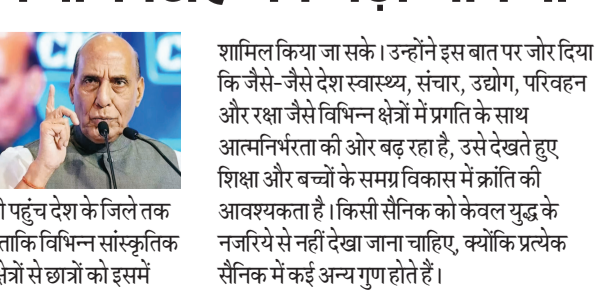 पहुंच देश के जिले तक
ताकि विभिन्न सांस्कृतिक
से छात्रों को इसमें
शामिल किया जा सके। उन्होंने इस बात पर जोर दिया
कि जैसे-जैसे देश स्वास्थ्य, संचार, उद्योग, परिवहन
और रक्षा जैसे विभिन्न क्षेत्रों में प्रगति के साथ
आत्मनिर्भरता की ओर बढ़ रहा है, उसे देखते हुए
शिक्षा और बच्चों के समग्र विकास में क्रांति की
आवश्यकता है। किसी सैनिक को केवल युद्ध के
नजरिये से नहीं देखा जाना चाहिए, क्योंकि प्रत्येक
सैनिक में कई अन्य गुण होते हैं।